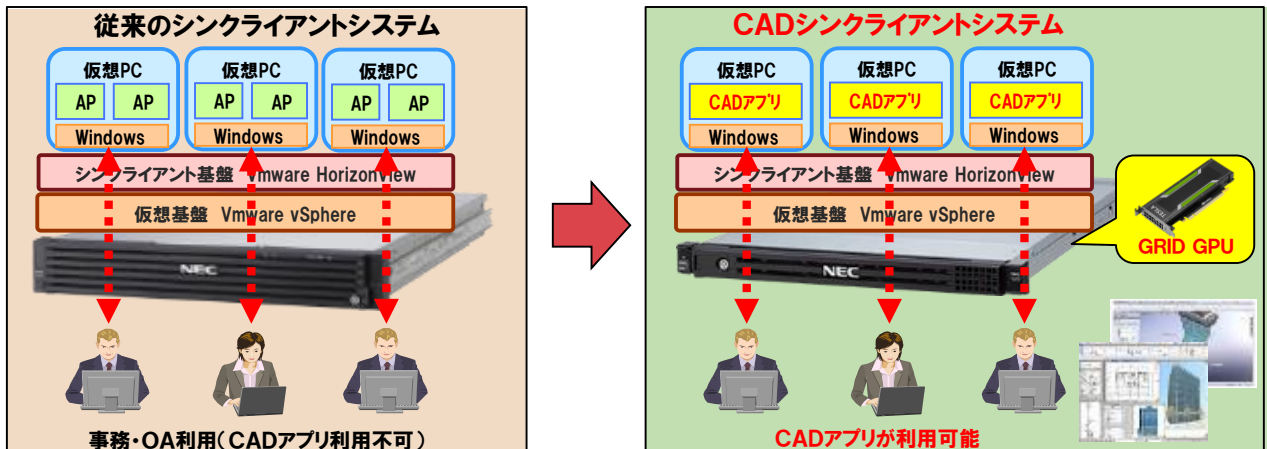 従来のシンクライアントシステム
仮想PC
仮想PC
仮想PC
AP
AP
AP
AP
AP
AP
Windows
Windows
Windows
シンクライアント基盤 Vmware HorizonView
仮想基盤 Vmware vSphere
NEC
事務・OA利用(CADアプリ利用不可)
CADシンクライアントシステム
仮想PC
仮想PC
仮想PC
CADアプリ
CADアプリ
CADアプリ
Windows
Windows
Windows
シンクライアント基盤 Vmware HorizonView
仮想基盤 Vmware vSphere
NEC
TESLA
GRID GPU
CADアプリが利用可能